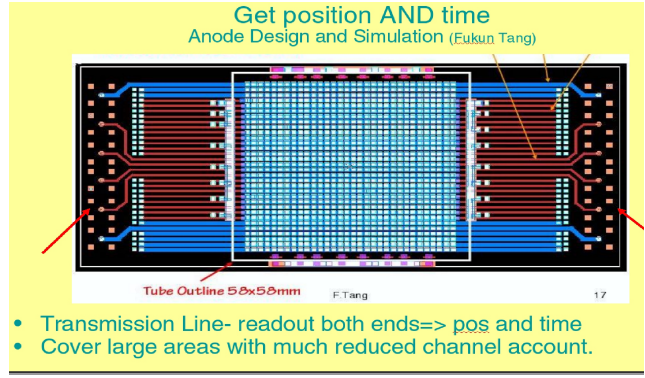 Get position AND time
Anode Design and Simulation (Fukun Tang)
Tube Outline 58x58mm
F.Tang
17
• Transmission Line- readout both ends=> pos and time
• Cover large areas with much reduced channel account.